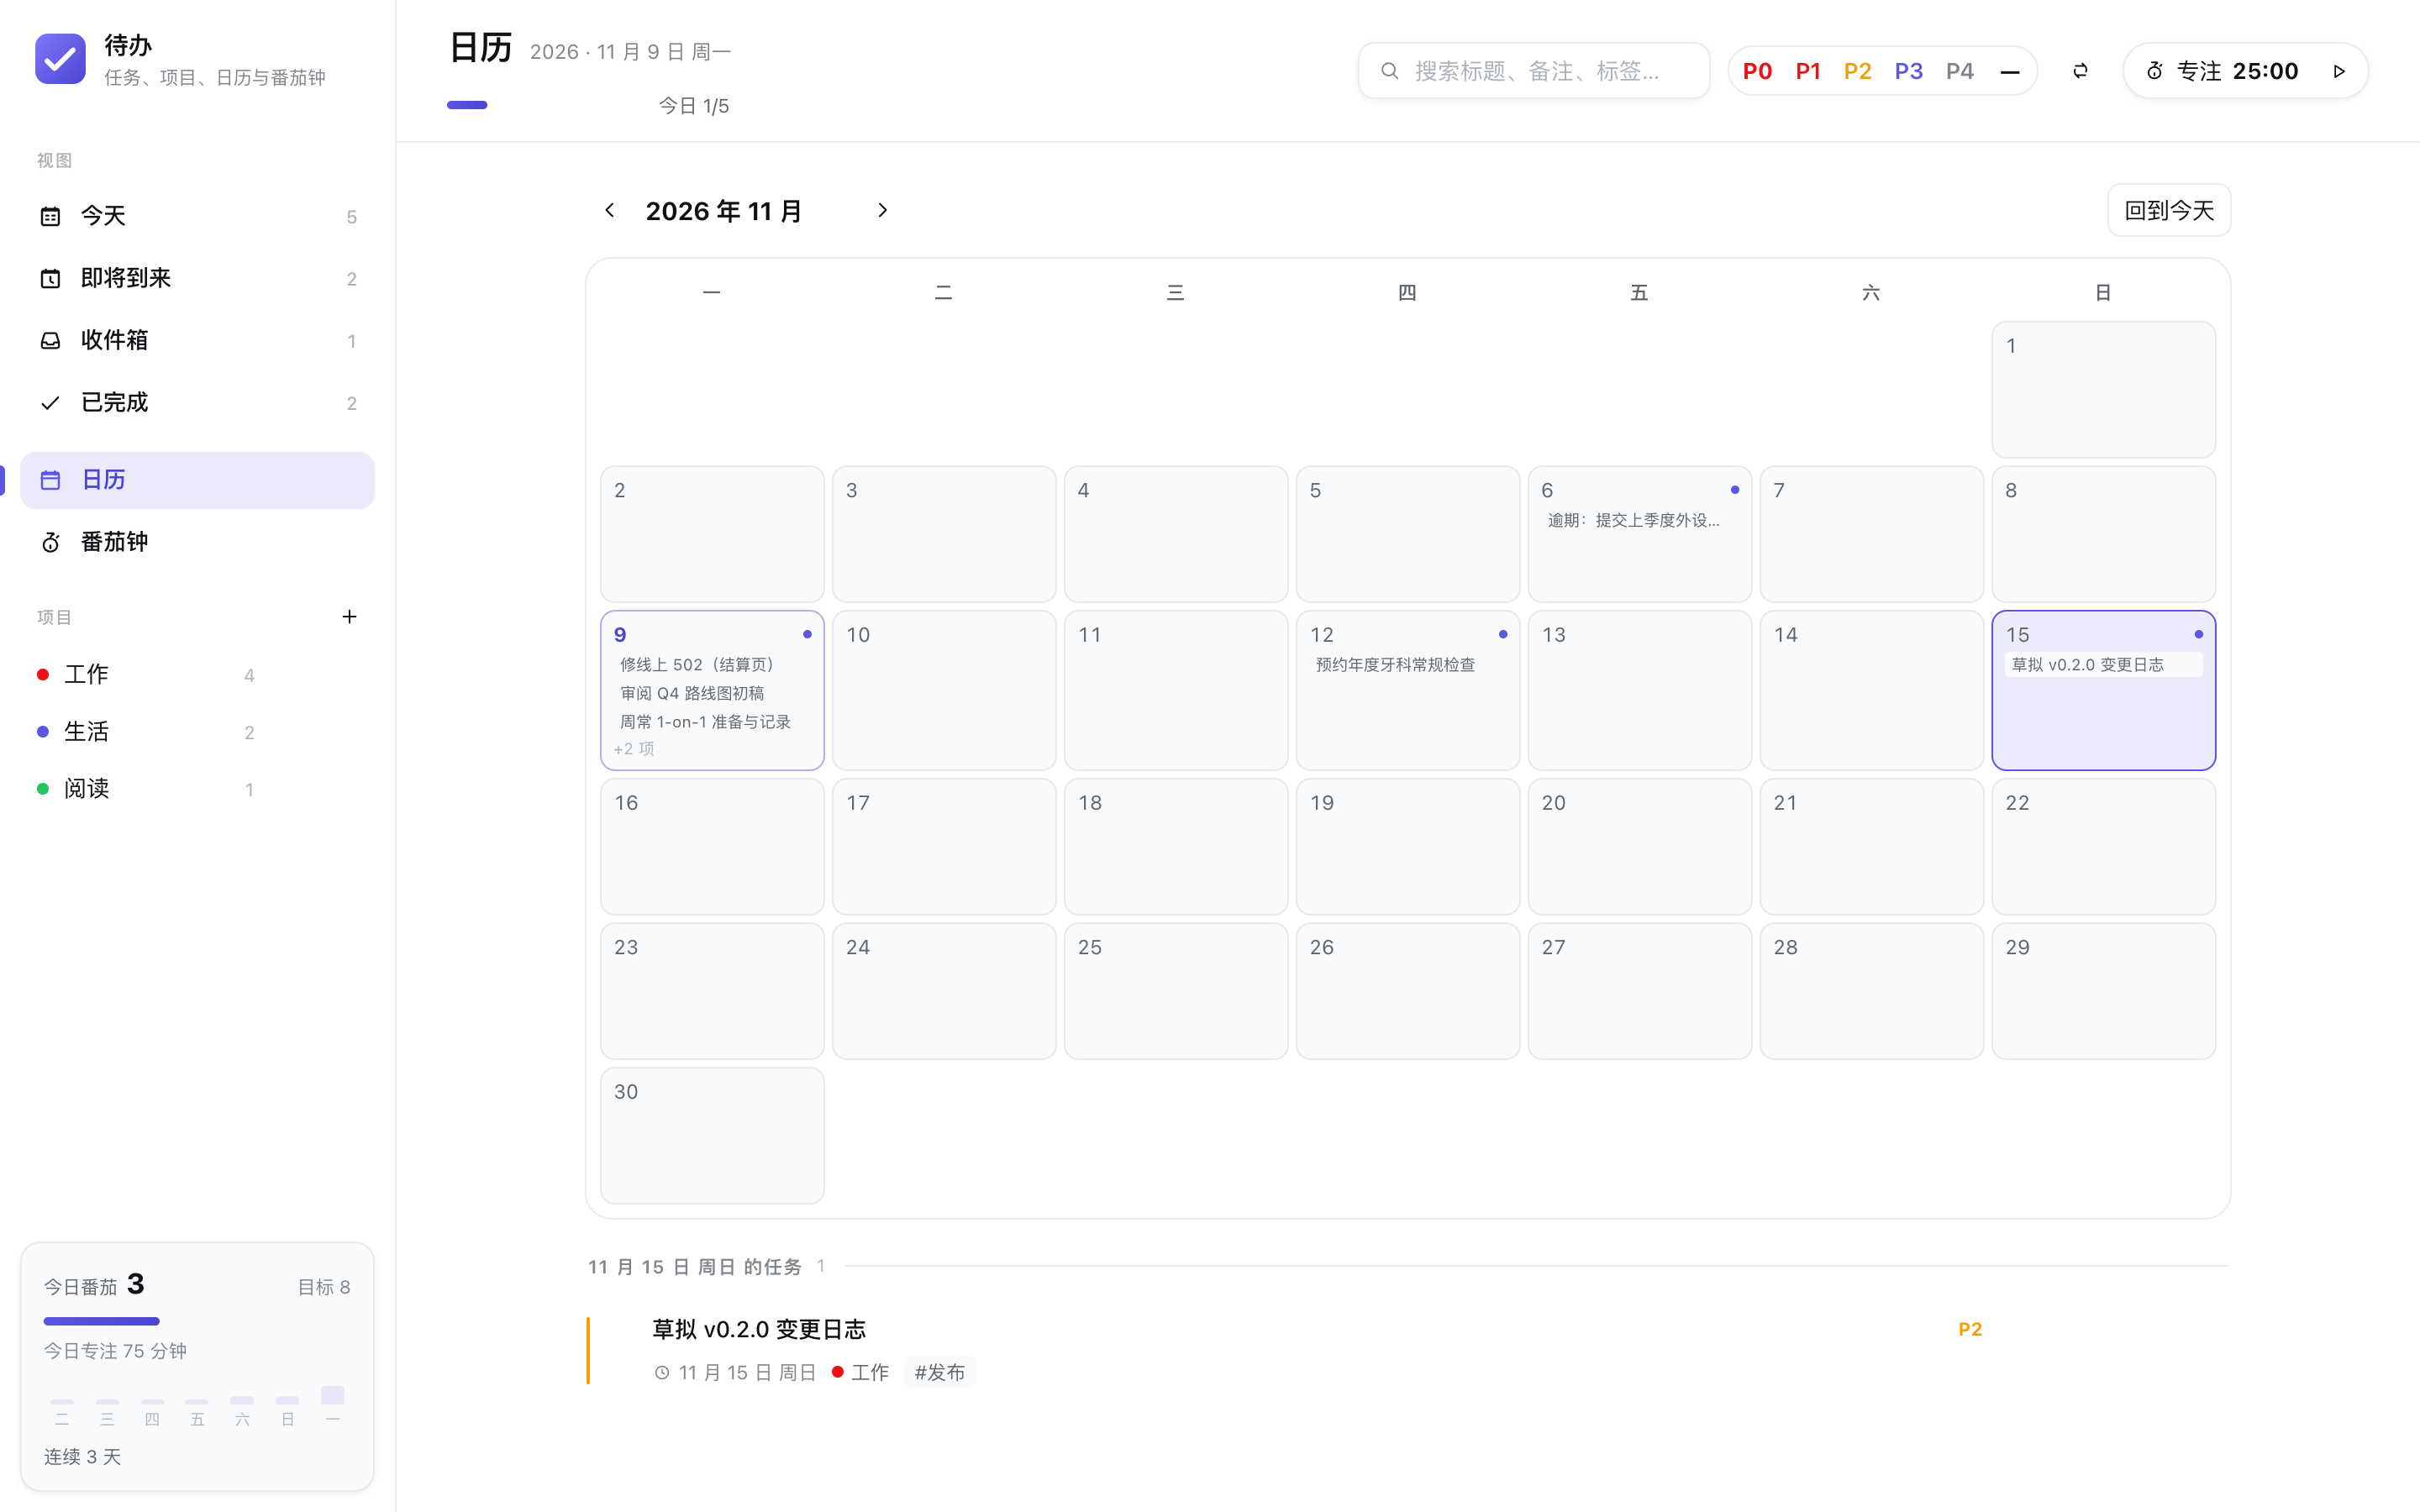 待办
任务、项目、日历与番茄钟
视图
今天 5
即将到来 2
收件箱 1
已完成 2
日历
番茄钟
项目
工作 4
生活 2
阅读 1
今日番茄 3 目标 8
今日专注 75 分钟
二 三 四 五 六 日 一
连续 3 天
日历 2026 · 11 月 9 日 周一
今日 1/5
搜索标题、备注、标签...
P0 P1 P2 P3 P4 —
专注 25:00
2026 年 11 月
回到今天
一 二 三 四 五 六 日
1
2 3 4 5 6 7 8
逾期：提交上季度外设...
9 10 11 12 13 14 15
修线上 502（结算页） 预约年度牙科常规检查 草拟 v0.2.0 变更日志
审阅 Q4 路线图初稿
周常 1-on-1 准备与记录
+2 项
16 17 18 19 20 21 22
23 24 25 26 27 28 29
30
11 月 15 日 周日 的任务 1
草拟 v0.2.0 变更日志 P2
11 月 15 日 周日 工作 #发布